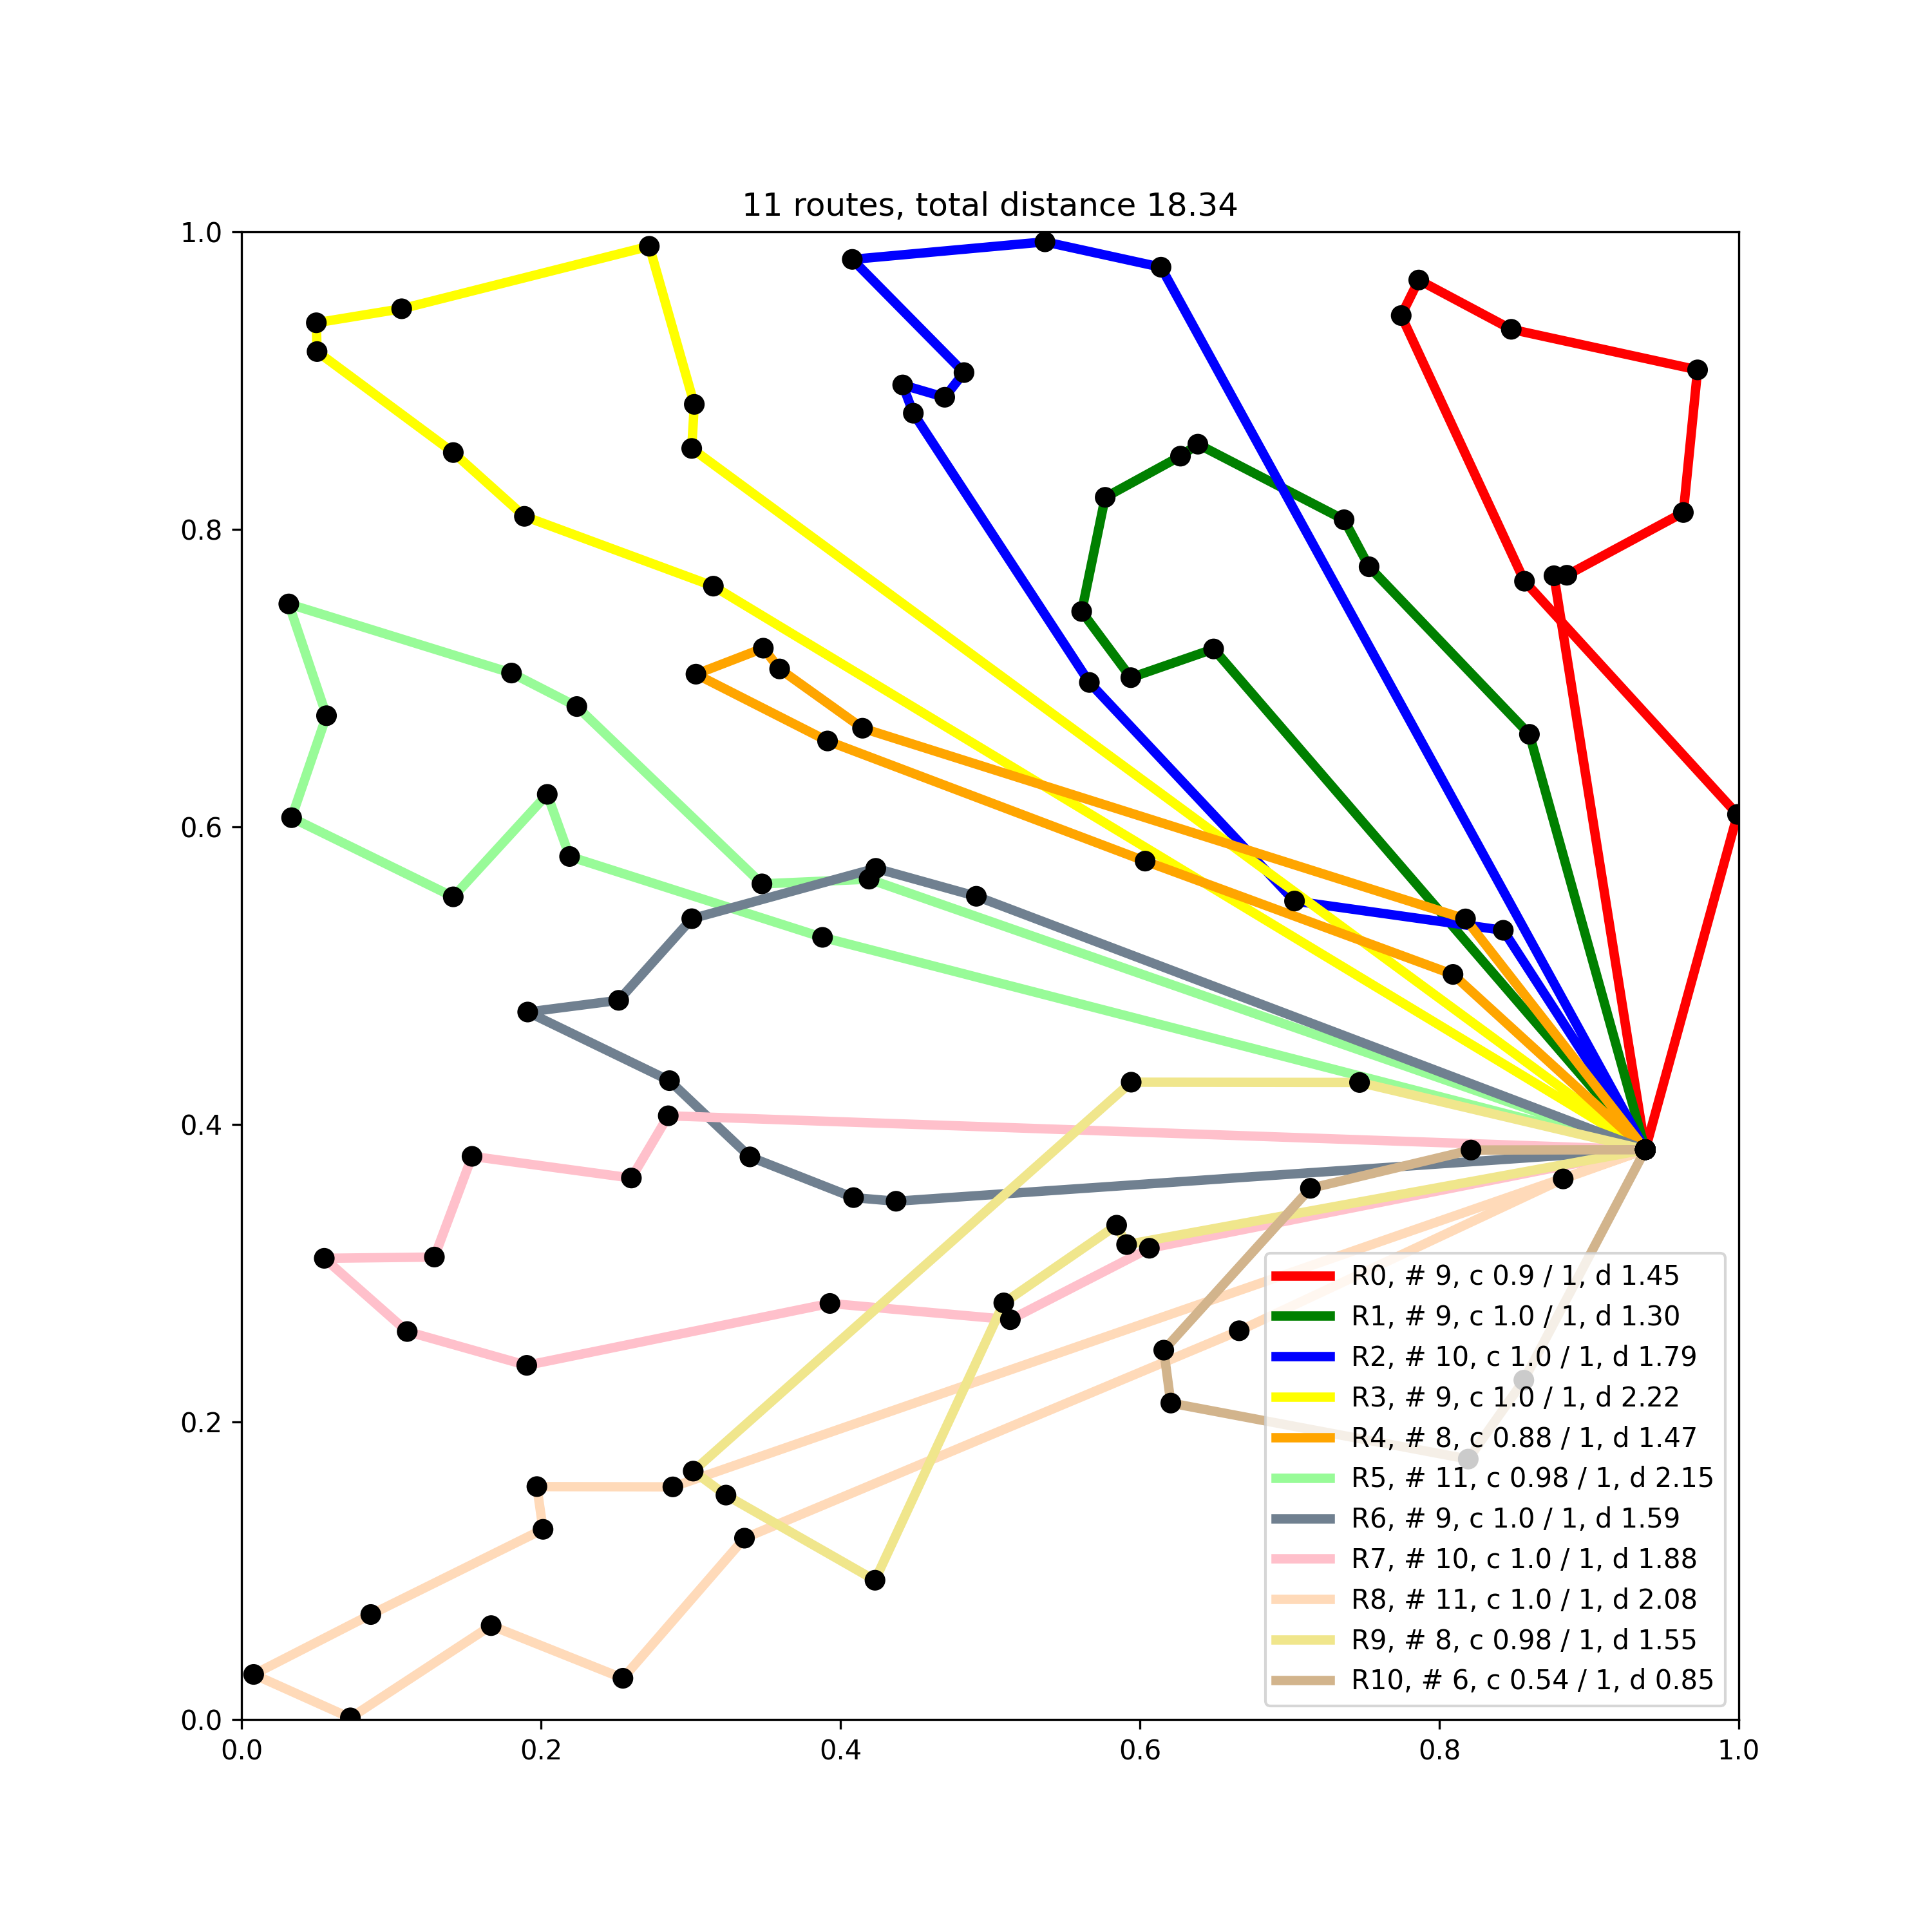 11 routes, total distance 18.34
1.0
0.8
0.6
0.4
0.2
0.0
0.0 0.2 0.4 0.6 0.8 1.0
R0, # 9, c 0.9 / 1, d 1.45
R1, # 9, c 1.0 / 1, d 1.30
R2, # 10, c 1.0 / 1, d 1.79
R3, # 9, c 1.0 / 1, d 2.22
R4, # 8, c 0.88 / 1, d 1.47
R5, # 11, c 0.98 / 1, d 2.15
R6, # 9, c 1.0 / 1, d 1.59
R7, # 10, c 1.0 / 1, d 1.88
R8, # 11, c 1.0 / 1, d 2.08
R9, # 8, c 0.98 / 1, d 1.55
R10, # 6, c 0.54 / 1, d 0.85